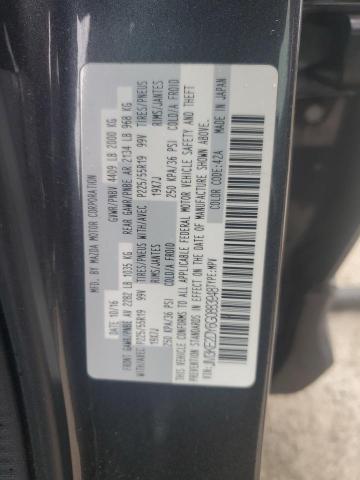 MFD. BY: MAZDA MOTOR CORPORATION
DATE: 10/16 GVWR/PNBV 4409 LB 2000 KG
FRONT GAWR/PNBE AV 2282 LB 1035 KG REAR GAWR/PNBE AR 2134 LB 968 KG
WITH/AVEC P225/55R19 99V TIRES/PNEUS WITH/AVEC P225/55R19 99V TIRES/PNEUS
19X7J RIMS/JANTES 19X7J RIMS/JANTES
250 KPA/36 PSI COLD/A FROID 250 KPA/36 PSI COLD/A FROID
THIS VEHICLE CONFORMS TO ALL APPLICABLE FEDERAL MOTOR VEHICLE SAFETY AND THEFT
PREVENTION STANDARDS IN EFFECT ON THE DATE OF MANUFACTURE SHOWN ABOVE.
VIN: TYPE:MPV COLOR CODE:42A MADE IN JAPAN